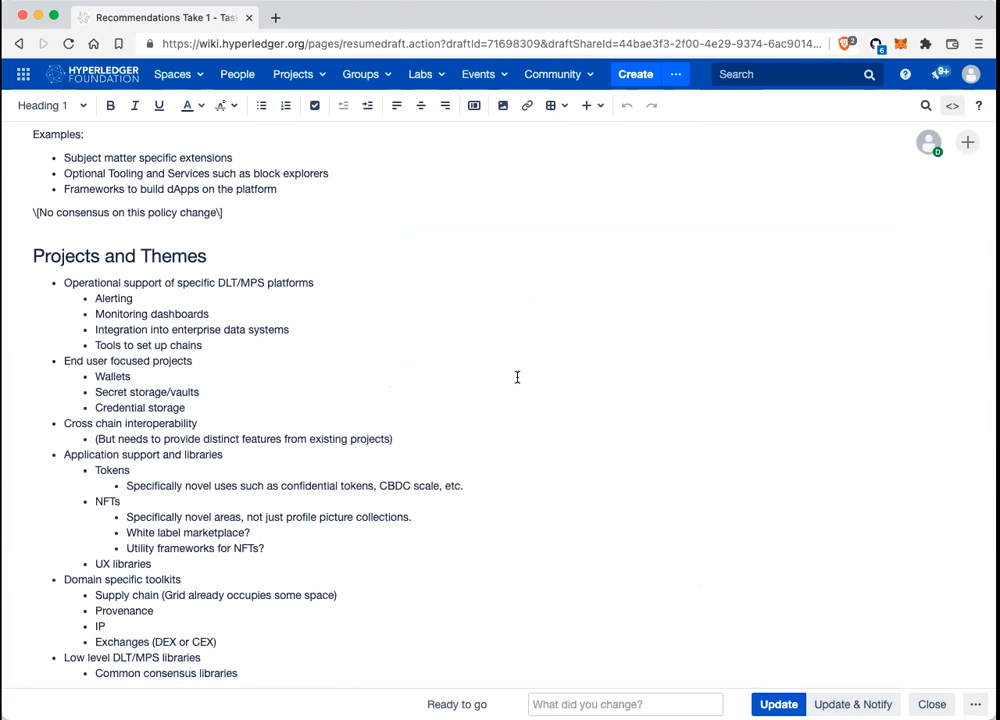 Recommendations Take 1 - Tas
https://wiki.hyperledger.org/pages/resumedraft.action?draftId=71698309&draftShareId=44bae3f3-2f00-4e29-9374-6ac9014...
2
6
HYPERLEDGER
FOUNDATION
Spaces
People
Projects
Groups
Labs
Events
Community
Create
Search
9+
Heading 1
B
I
U
A
Examples:
• Subject matter specific extensions
• Optional Tooling and Services such as block explorers
• Frameworks to build dApps on the platform
\[No consensus on this policy change\]
D
Projects and Themes
• Operational support of specific DLT/MPS platforms
• Alerting
• Monitoring dashboards
• Integration into enterprise data systems
• Tools to set up chains
• End user focused projects
• Wallets
• Secret storage/vaults
• Credential storage
• Cross chain interoperability
• (But needs to provide distinct features from existing projects)
• Application support and libraries
• Tokens
• Specifically novel uses such as confidential tokens, CBDC scale, etc.
• NFTs
• Specifically novel areas, not just profile picture collections.
• White label marketplace?
• Utility frameworks for NFTs?
• UX libraries
• Domain specific toolkits
• Supply chain (Grid already occupies some space)
• Provenance
• IP
• Exchanges (DEX or CEX)
• Low level DLT/MPS libraries
• Common consensus libraries
Ready to go
What did you change?
Update
Update & Notify
Close